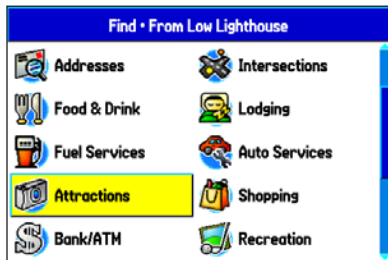 Find • From Low Lighthouse
Addresses
Intersections
Food & Drink
Lodging
Fuel Services
Auto Services
Attractions
Shopping
Bank/ATM
Recreation